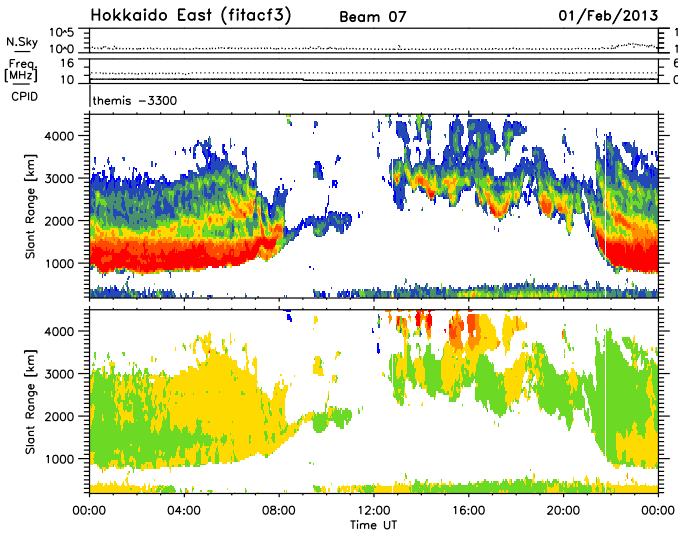 Hokkaido East (fitacf3) Beam 07 01/Feb/2013
N.Sky 10^5 10^0
Freq. [MHz] 16 10 6 0
CPID themis -3300
Slant Range [km] 4000 3000 2000 1000
Slant Range [km] 4000 3000 2000 1000
00:00 04:00 08:00 12:00 16:00 20:00 00:00
Time UT